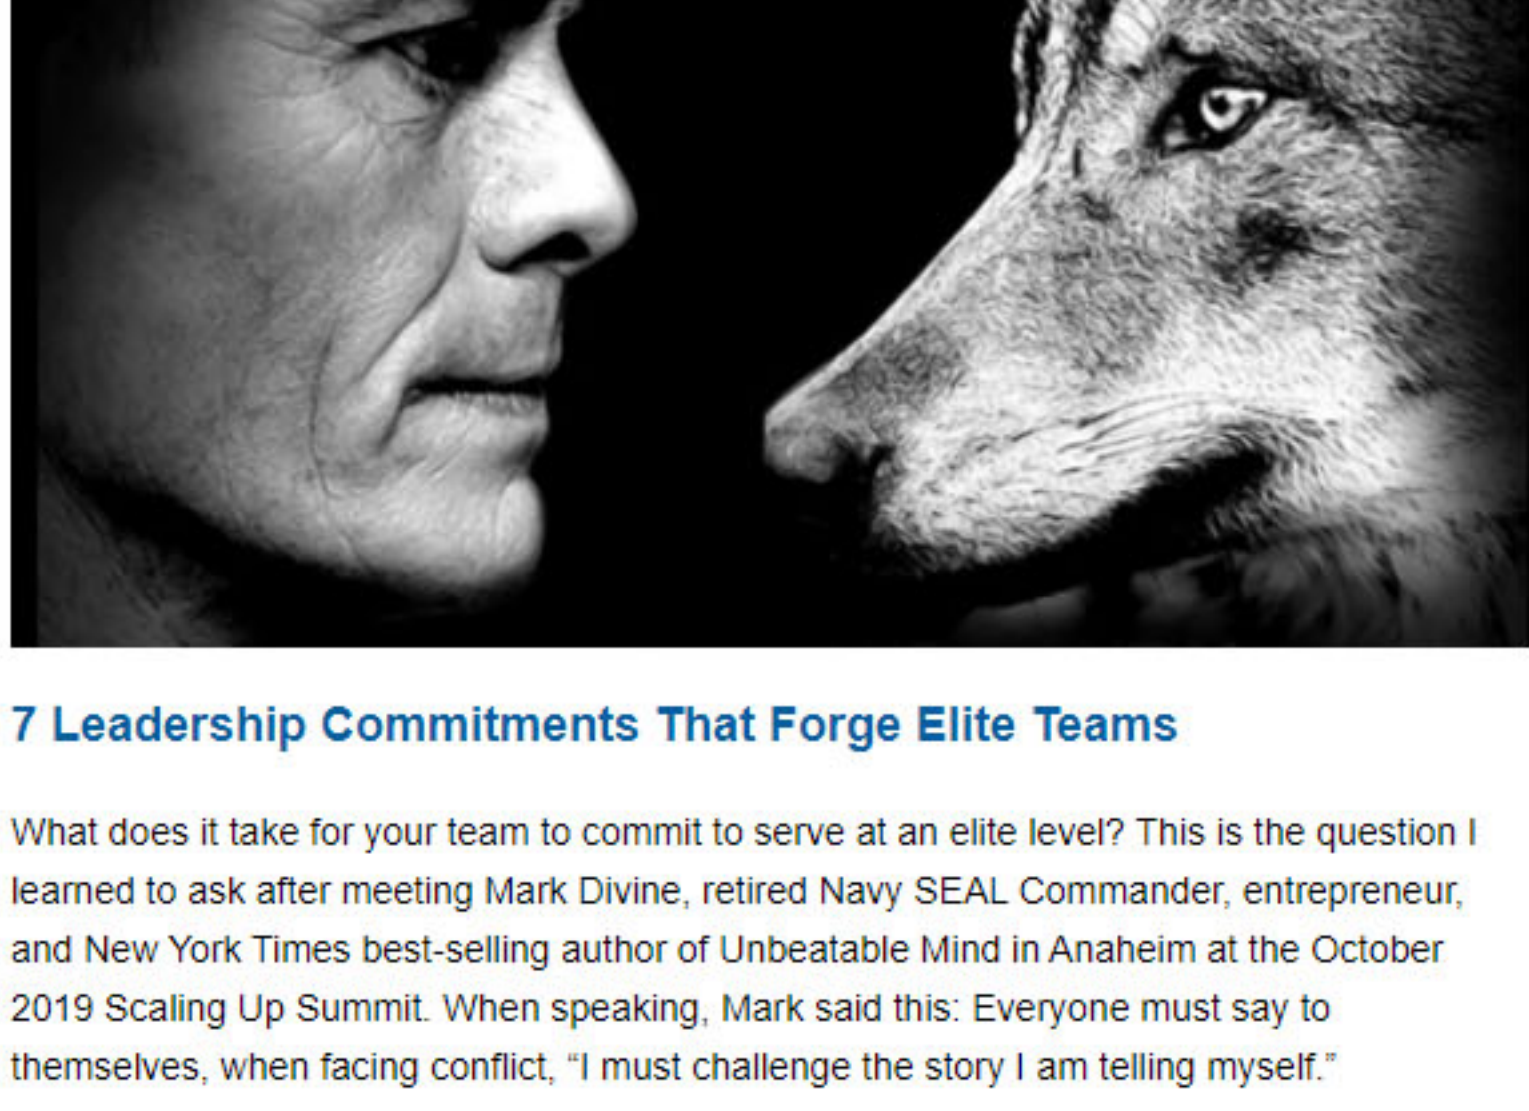 7 Leadership Commitments That Forge Elite Teams
What does it take for your team to commit to serve at an elite level? This is the question I
learned to ask after meeting Mark Divine, retired Navy SEAL Commander, entrepreneur,
and New York Times best-selling author of Unbeatable Mind in Anaheim at the October
2019 Scaling Up Summit. When speaking, Mark said this: Everyone must say to
themselves, when facing conflict, “I must challenge the story I am telling myself.”